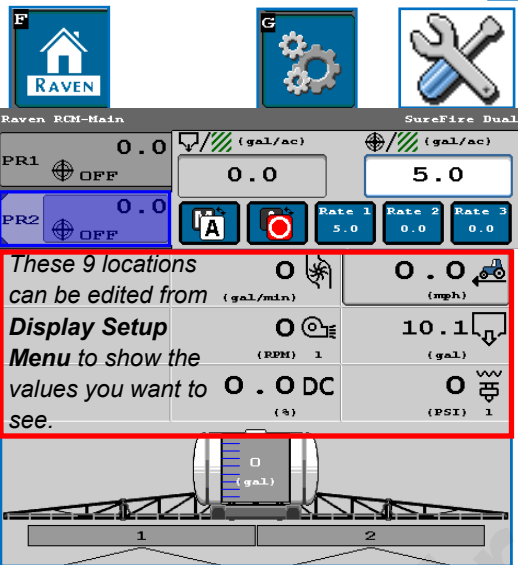 F
RAVEN
G
Raven RCM-Main
SureFire Dual
PR1
0.0
OFF
(gal/ac)
0.0
(gal/ac)
5.0
PR2
0.0
OFF
A
Rate 1
5.0
Rate 2
0.0
Rate 3
0.0
These 9 locations
can be edited from
Display Setup
Menu to show the
values you want to
see.
0
(gal/min)
0.0
(mph)
0
(RPM) 1
10.1
(gal)
0.0 DC
(%)
0
(PSI) 1
0
(gal)
1
2